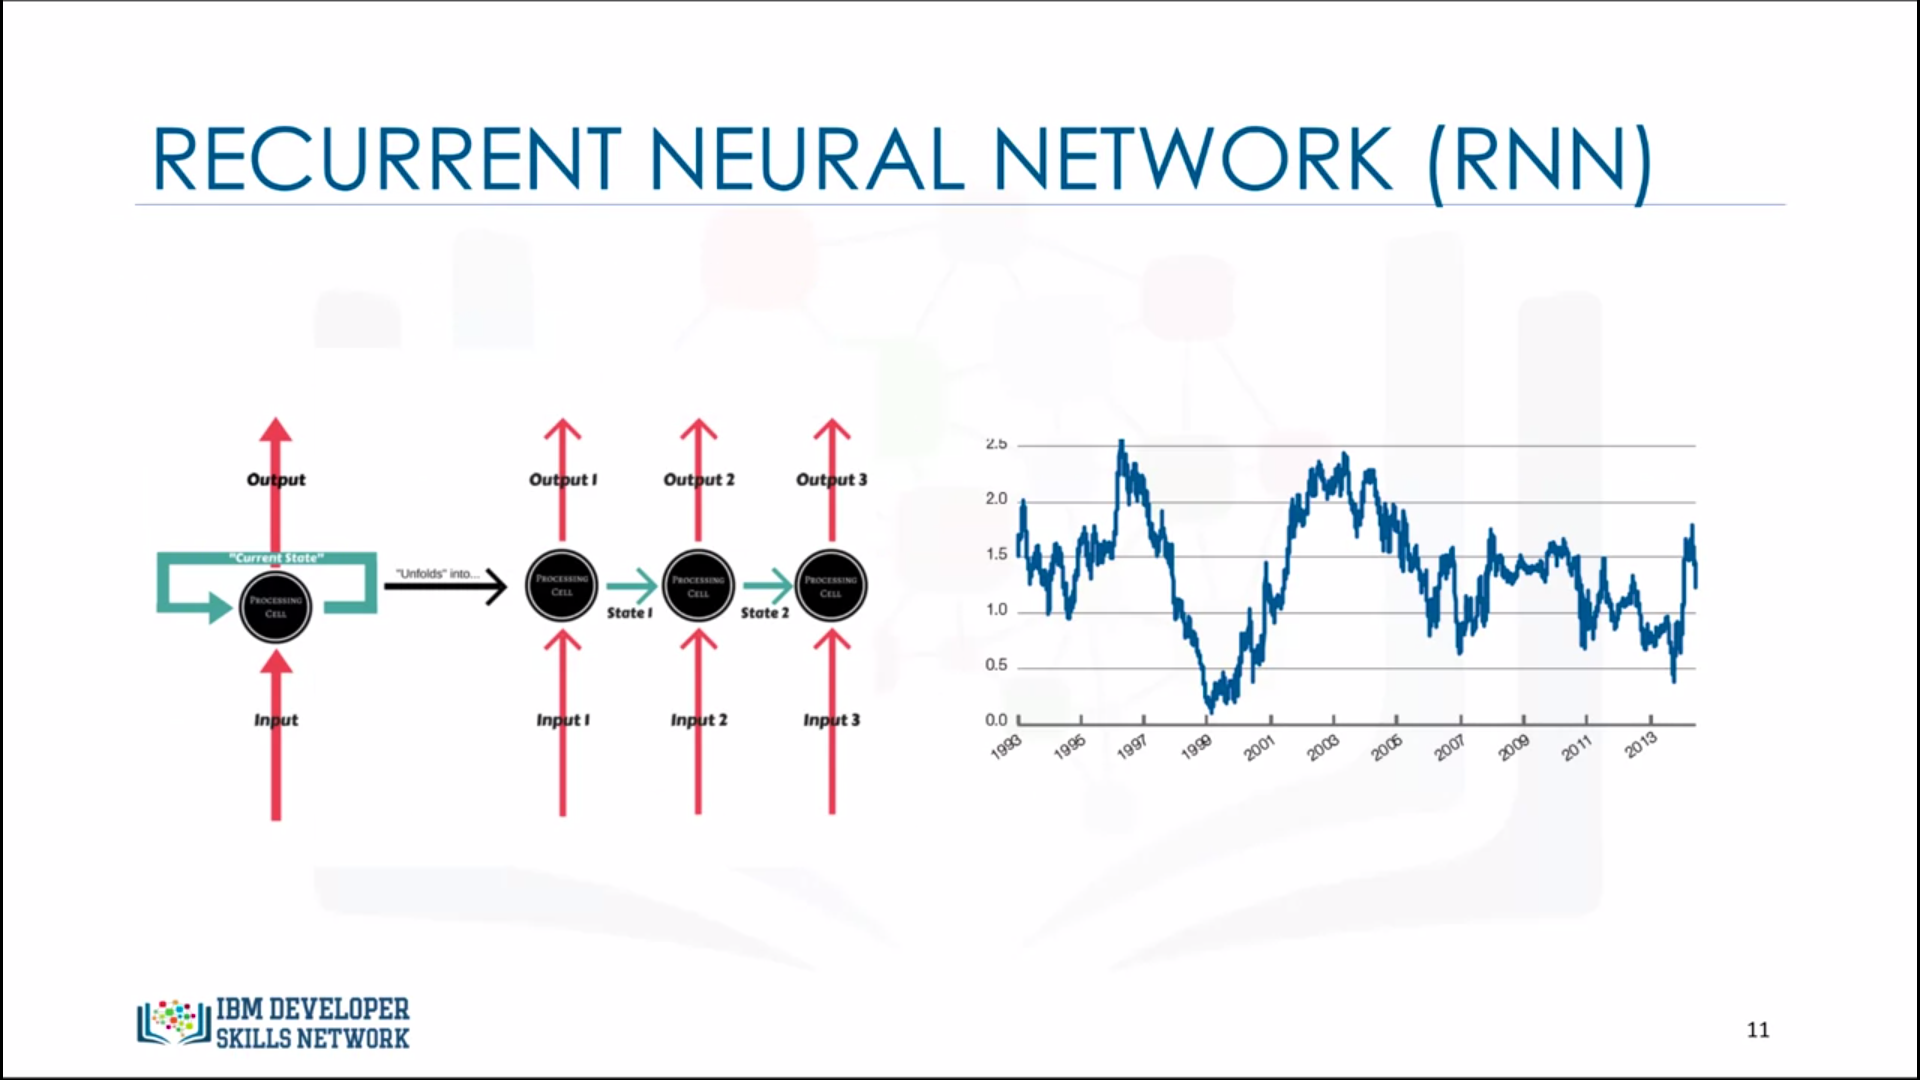 RECURRENT NEURAL NETWORK (RNN)
Output
"Current State"
PROCESSING
CELL
Input
"Unfolds" into...
Output 1
Output 2
Output 3
PROCESSING
CELL
PROCESSING
CELL
PROCESSING
CELL
State 1
State 2
Input 1
Input 2
Input 3
2.5
2.0
1.5
1.0
0.5
0.0
1993
1995
1997
1999
2001
2003
2005
2007
2009
2011
2013
IBM DEVELOPER
SKILLS NETWORK
11